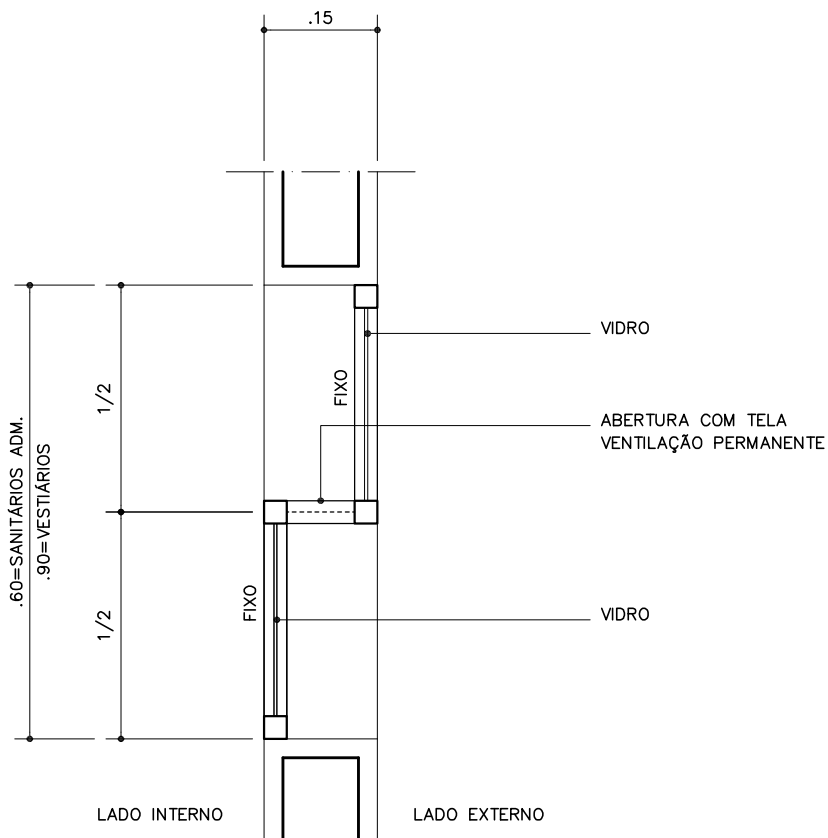 .15
VIDRO
FIXO
1/2
ABERTURA COM TELA
VENTILAÇÃO PERMANENTE
.60=SANITÁRIOS ADM.
.90=VESTIÁRIOS
FIXO
1/2
VIDRO
LADO INTERNO
LADO EXTERNO